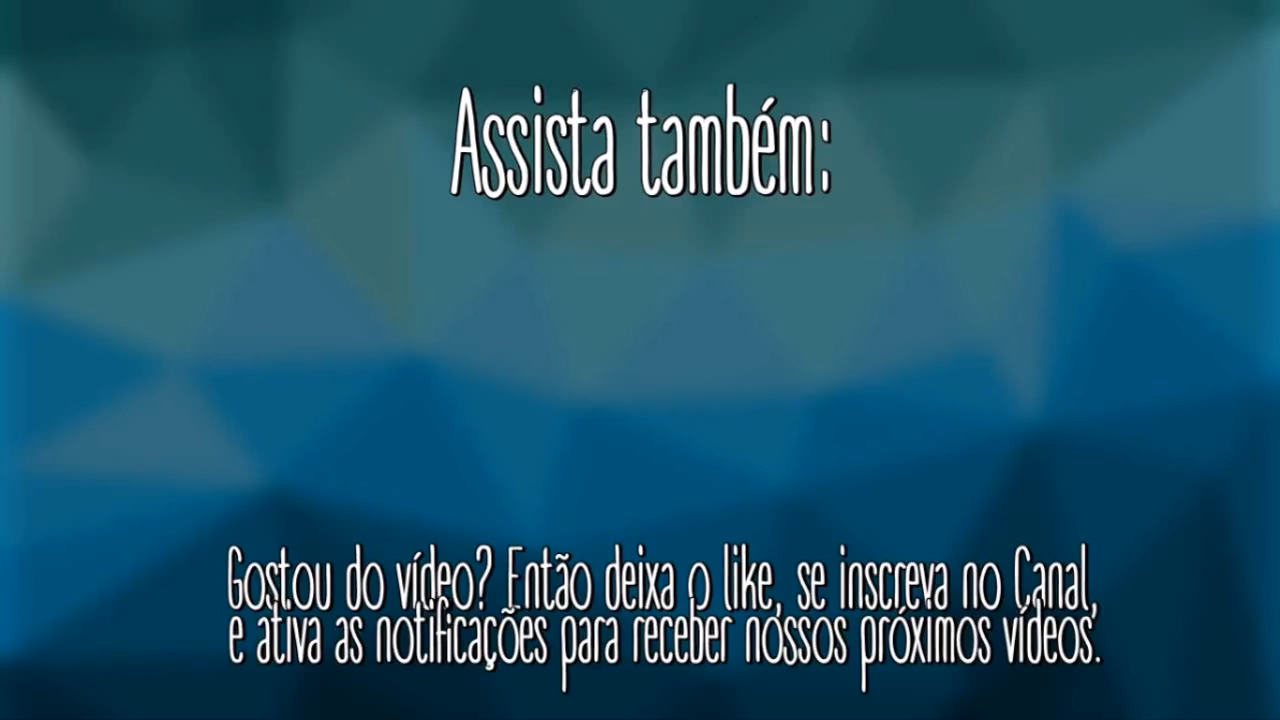 Assista também:
Gostou do vídeo? Então deixa o like, se inscreva no Canal,
e ativa as notificações para receber nossos próximos vídeos.